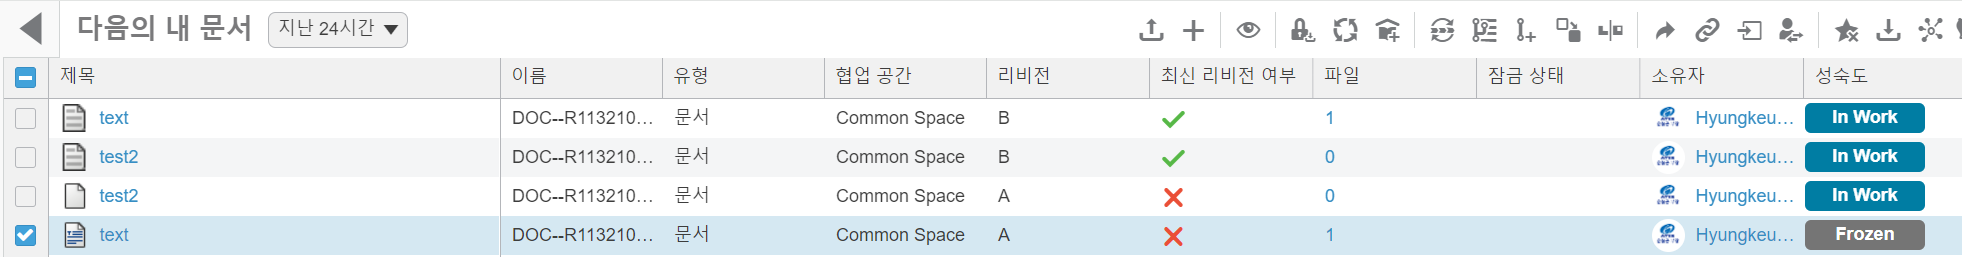 다음의 내 문서 지난 24시간
제목 이름 유형 협업 공간 리비전 최신 리비전 여부 파일 잠금 상태 소유자 성숙도
text DOC--R113210... 문서 Common Space B 1 Hyungkeu... In Work
test2 DOC--R113210... 문서 Common Space B 0 Hyungkeu... In Work
test2 DOC--R113210... 문서 Common Space A 0 Hyungkeu... In Work
text DOC--R113210... 문서 Common Space A 1 Hyungkeu... Frozen